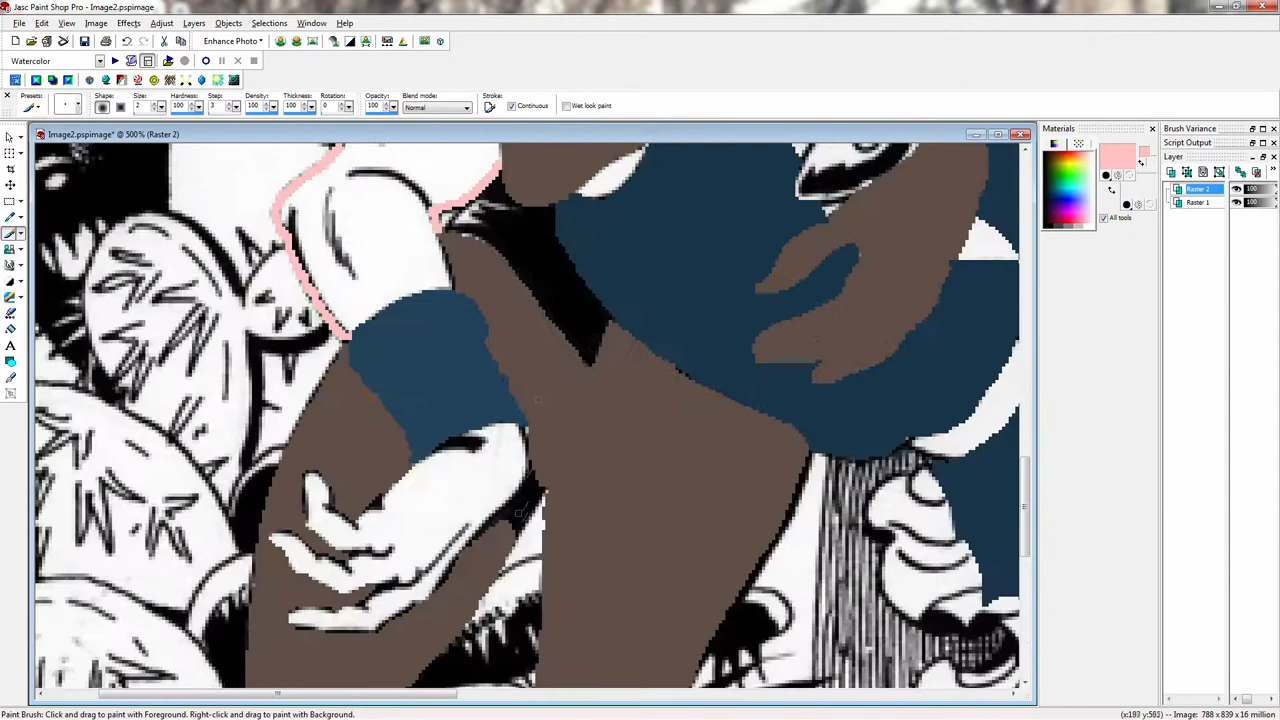 Jasc Paint Shop Pro - Image2.pspimage
File Edit View Image Effects Adjust Layers Objects Selections Window Help
Enhance Photo
Watercolor
Presets: Shape: Size: Hardness: Step: Density: Thickness: Rotation: Opacity: Blend mode: Stroke:
2 100 3 100 100 0 100 Normal Continuous Wet look paint
Image2.pspimage* @ 500% (Raster 2)
Materials
All tools
Brush Variance
Script Output
Layer
Raster 2 100
Raster 1 100
Paint Brush: Click and drag to paint with Foreground. Right-click and drag to paint with Background.
-- Image: 788 x 839 x 16 million